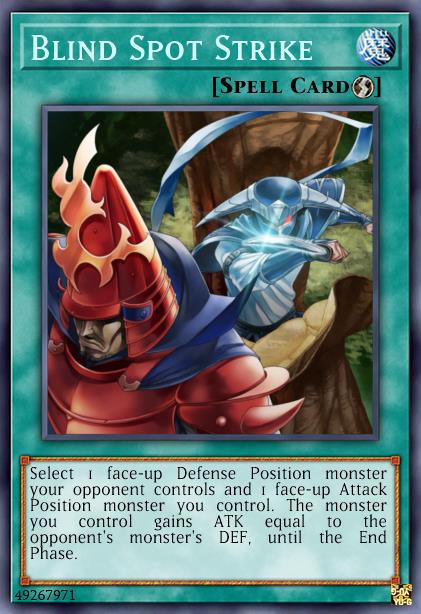 BLIND SPOT STRIKE
魔
[SPELL CARD]
Select 1 face-up Defense Position monster
your opponent controls and 1 face-up Attack
Position monster you control. The monster
you control gains ATK equal to the
opponent's monster's DEF, until the End
Phase.
49267971